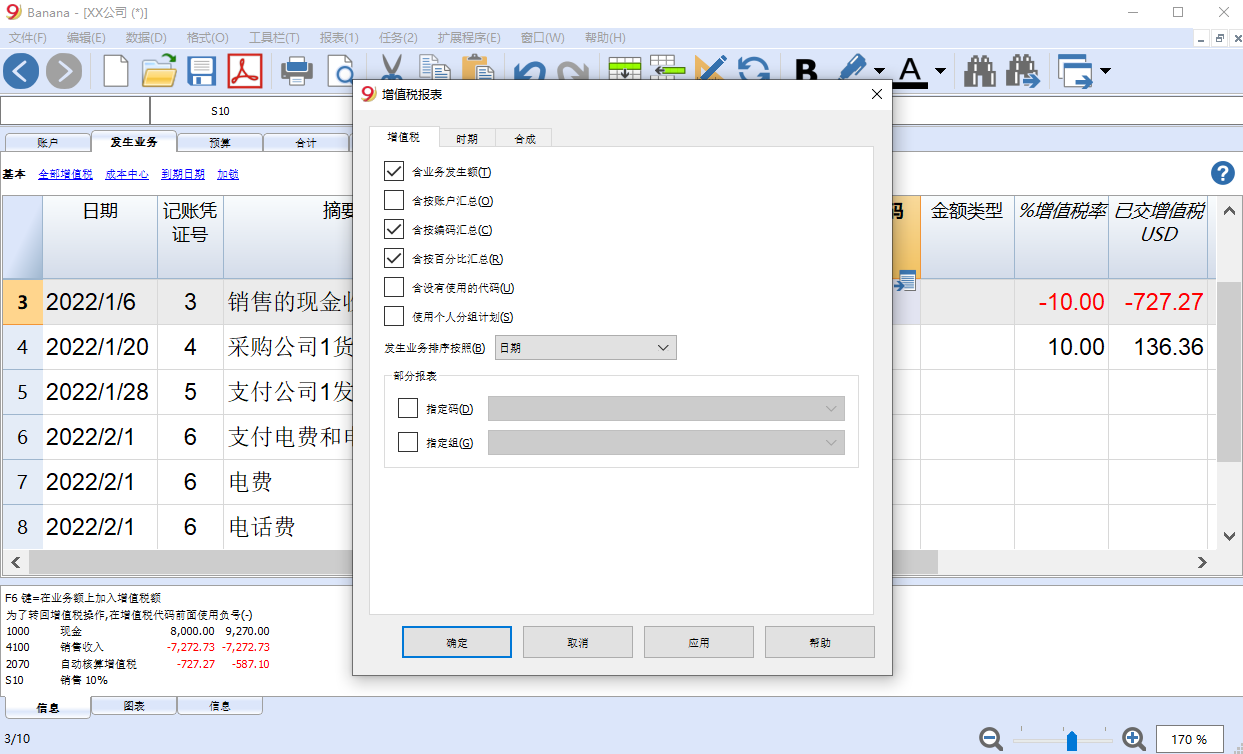 Banana - [XX公司 (*)]
文件(F) 编辑(E) 数据(D) 格式(O) 工具栏(T) 报表(1) 任务(2) 扩展程序(E) 窗口(W) 帮助(H)
B A
S10
账户 发生业务 预算 合计
基本 全部增值税 成本中心 到期日期 加锁
日期 记账凭证号 摘要 码 金额类型 %增值税率 已交增值税 USD
3 2022/1/6 3 销售的现金收 -10.00 -727.27
4 2022/1/20 4 采购公司1货 10.00 136.36
5 2022/1/28 5 支付公司1发
6 2022/2/1 6 支付电费和电
7 2022/2/1 6 电费
8 2022/2/1 6 电话费
增值税报表
增值税 时期 合成
含业务发生额(T)
含按账户汇总(O)
含按编码汇总(C)
含按百分比汇总(R)
含没有使用的代码(U)
使用个人分组计划(S)
发生业务排序按照(B) 日期
部分报表
指定码(D)
指定组(G)
确定 取消 应用 帮助
F6 键=在业务额上加入增值税额
为了转回增值税操作,在增值税代码前面使用负号(-)
1000 现金 8,000.00 9,270.00
4100 销售收入 -7,272.73 -7,272.73
2070 自动核算增值税 -727.27 -587.10
S10 销售 10%
信息 图表 信息
3/10 170 %